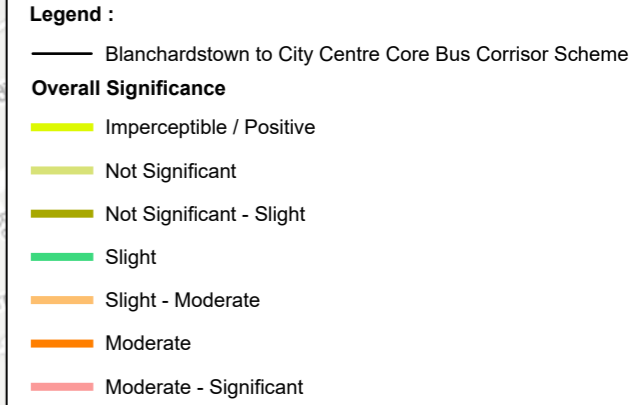 Legend :
Blanchardstown to City Centre Core Bus Corrisor Scheme
Overall Significance
Imperceptible / Positive
Not Significant
Not Significant - Slight
Slight
Slight - Moderate
Moderate
Moderate - Significant